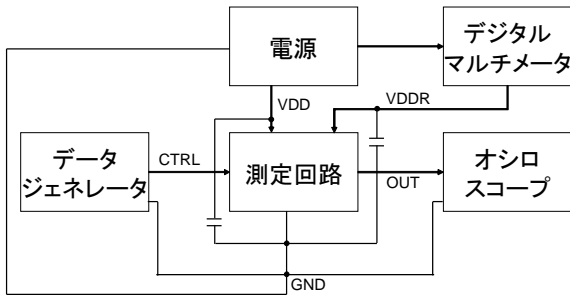 電源
デジタル
マルチメータ
VDD
VDDR
データ
ジェネレータ
CTRL
測定回路
OUT
オシロ
スコープ
GND